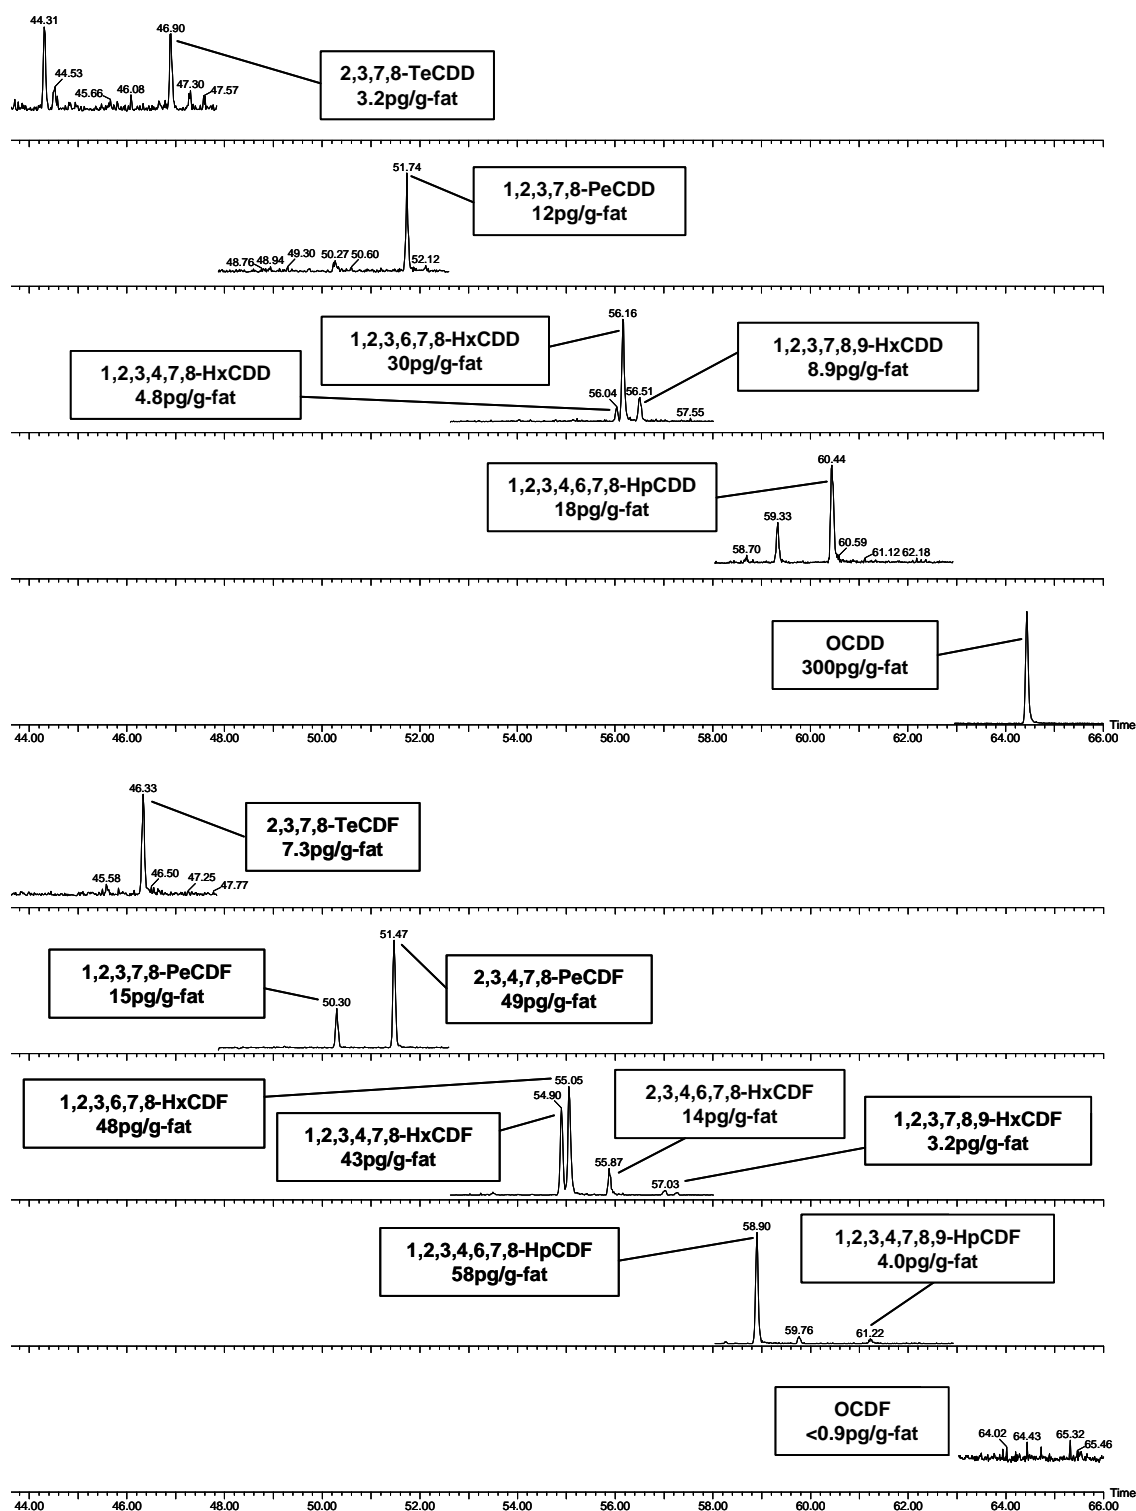 44.31
46.90
44.53
45.66
46.08
47.30
47.57
2,3,7,8-TeCDD
3.2pg/g-fat
51.74
48.76
48.94
49.30
50.27
50.60
52.12
1,2,3,7,8-PeCDD
12pg/g-fat
56.16
1,2,3,6,7,8-HxCDD
30pg/g-fat
1,2,3,7,8,9-HxCDD
8.9pg/g-fat
1,2,3,4,7,8-HxCDD
4.8pg/g-fat
56.04
56.51
57.55
60.44
1,2,3,4,6,7,8-HpCDD
18pg/g-fat
59.33
58.70
60.59
61.12
62.18
OCDD
300pg/g-fat
Time
44.00 46.00 48.00 50.00 52.00 54.00 56.00 58.00 60.00 62.00 64.00 66.00
46.33
2,3,7,8-TeCDF
7.3pg/g-fat
45.58
46.50
47.25
47.77
51.47
1,2,3,7,8-PeCDF
15pg/g-fat
2,3,4,7,8-PeCDF
49pg/g-fat
50.30
55.05
54.90
1,2,3,6,7,8-HxCDF
48pg/g-fat
2,3,4,6,7,8-HxCDF
14pg/g-fat
1,2,3,7,8,9-HxCDF
3.2pg/g-fat
1,2,3,4,7,8-HxCDF
43pg/g-fat
55.87
57.03
58.90
1,2,3,4,6,7,8-HpCDF
58pg/g-fat
1,2,3,4,7,8,9-HpCDF
4.0pg/g-fat
59.76
61.22
OCDF
<0.9pg/g-fat
64.02
64.43
65.32
65.46
Time
44.00 46.00 48.00 50.00 52.00 54.00 56.00 58.00 60.00 62.00 64.00 66.00